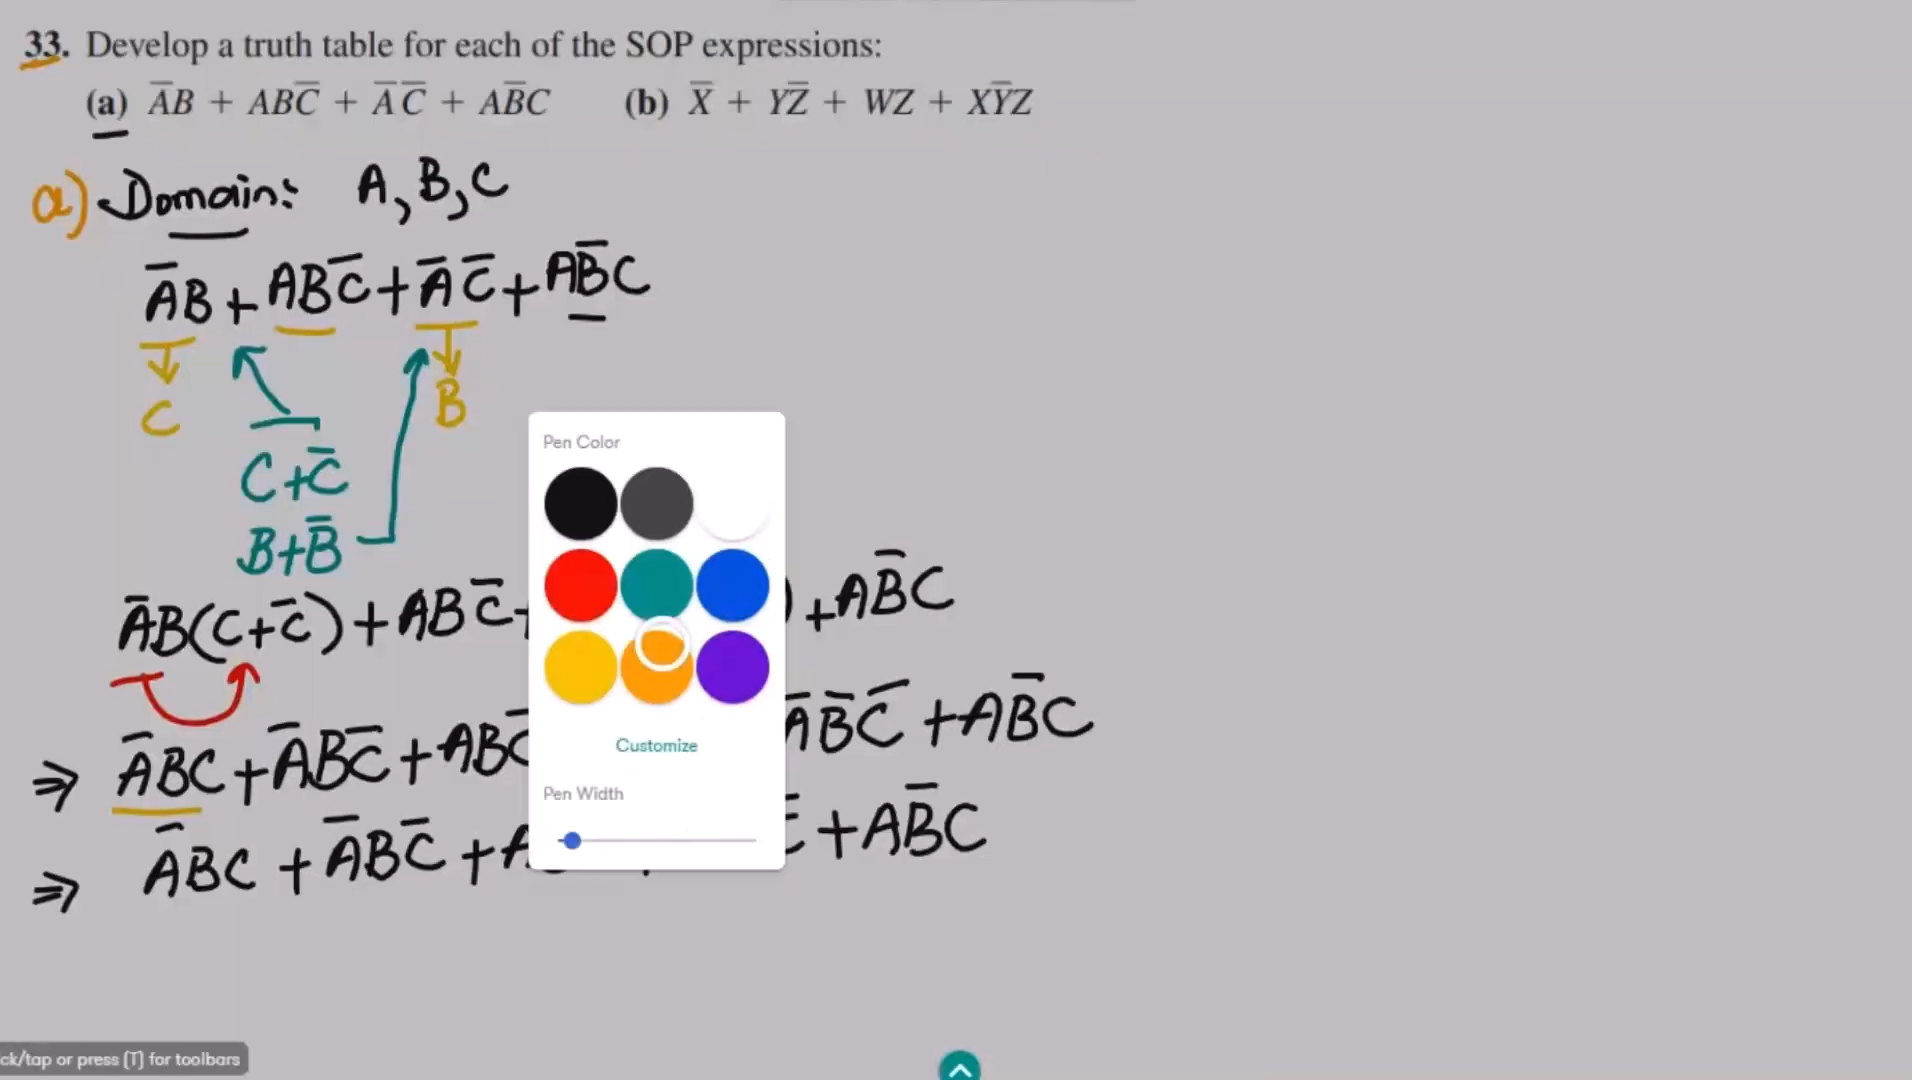 33. Develop a truth table for each of the SOP expressions:
(a) A̅B + ABC̅ + A̅ C̅ + AB̅C (b) X̅ + YZ̅ + WZ + XY̅Z
a) Domain: A, B, C
A̅B + ABC̅ + A̅ C̅ + AB̅C
C
B
C+C̅
B+B̅
Pen Color
A̅B(C+C̅) + ABC̅+ ) +AB̅C
⇒ A̅BC + A̅BC̅ + ABC̅ A̅B̅C̅ + AB̅C
Customize
Pen Width
⇒ A̅BC + A̅BC̅ + A C̅ + AB̅C
ck/tap or press (T) for toolbars